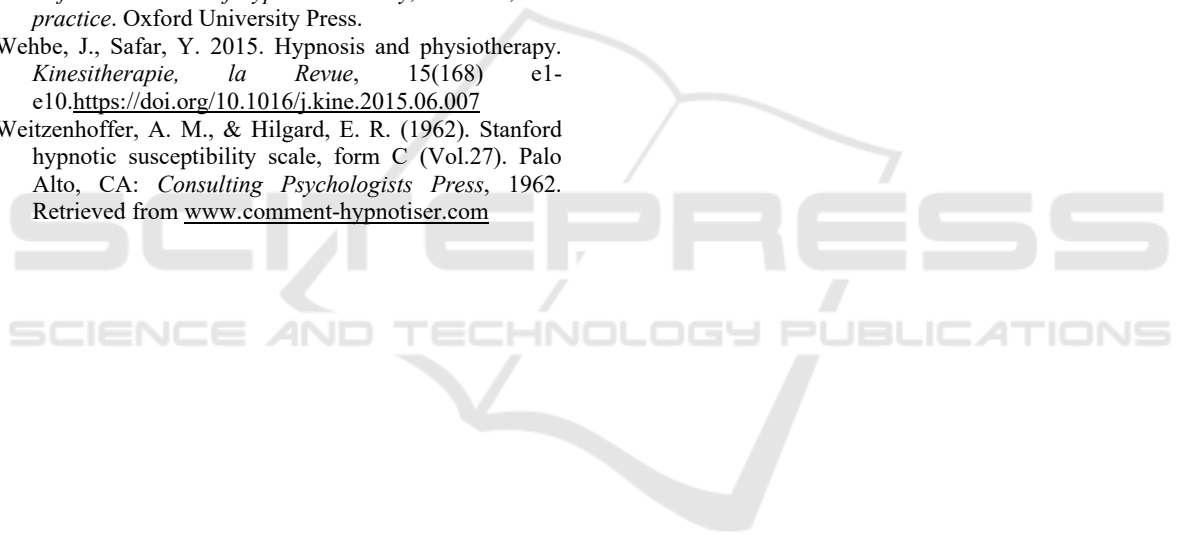 practice. Oxford University Press.
Wehbe, J., Safar, Y. 2015. Hypnosis and physiotherapy.
Kinesitherapie, la Revue, 15(168) e1-
e10.https://doi.org/10.1016/j.kine.2015.06.007
Weitzenhoffer, A. M., & Hilgard, E. R. (1962). Stanford
hypnotic susceptibility scale, form C (Vol.27). Palo
Alto, CA: Consulting Psychologists Press, 1962.
Retrieved from www.comment-hypnotiser.com
SCITEPRESS
SCIENCE AND TECHNOLOGY PUBLICATIONS